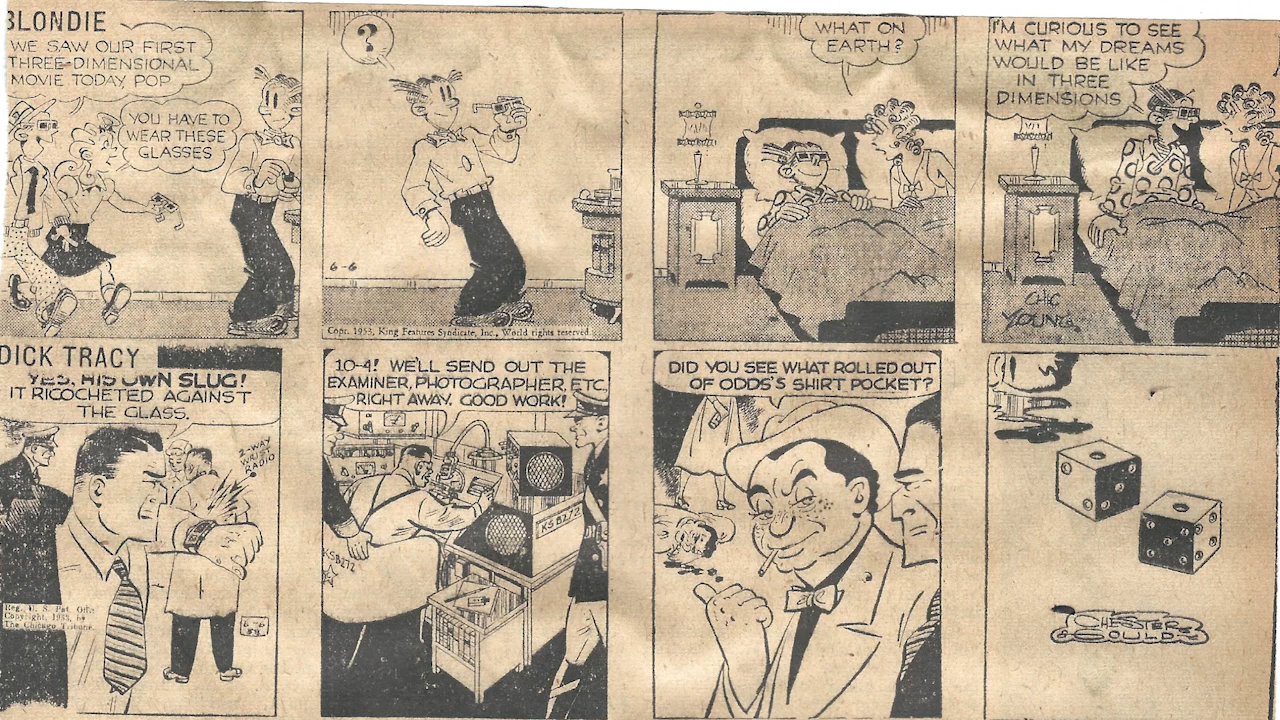 BLONDIE
WE SAW OUR FIRST
THREE-DIMENSIONAL
MOVIE TODAY, POP
YOU HAVE TO
WEAR THESE
GLASSES
?
6-6
Copr. 1953, King Features Syndicate, Inc., World rights reserved.
WHAT ON
EARTH?
I'M CURIOUS TO SEE
WHAT MY DREAMS
WOULD BE LIKE
IN THREE
DIMENSIONS
CHIC
YOUNG
DICK TRACY
YES, HIS OWN SLUG!
IT RICOCHETED AGAINST
THE GLASS.
2-WAY
WRIST
RADIO
Reg. U. S. Pat. Off.
Copyright, 1953, by
The Chicago Tribune.
10-4! WE'LL SEND OUT THE
EXAMINER, PHOTOGRAPHER, ETC,
RIGHT AWAY. GOOD WORK!
KSB272
KSB272
DID YOU SEE WHAT ROLLED OUT
OF ODDS'S SHIRT POCKET?
CHESTER
GOULD